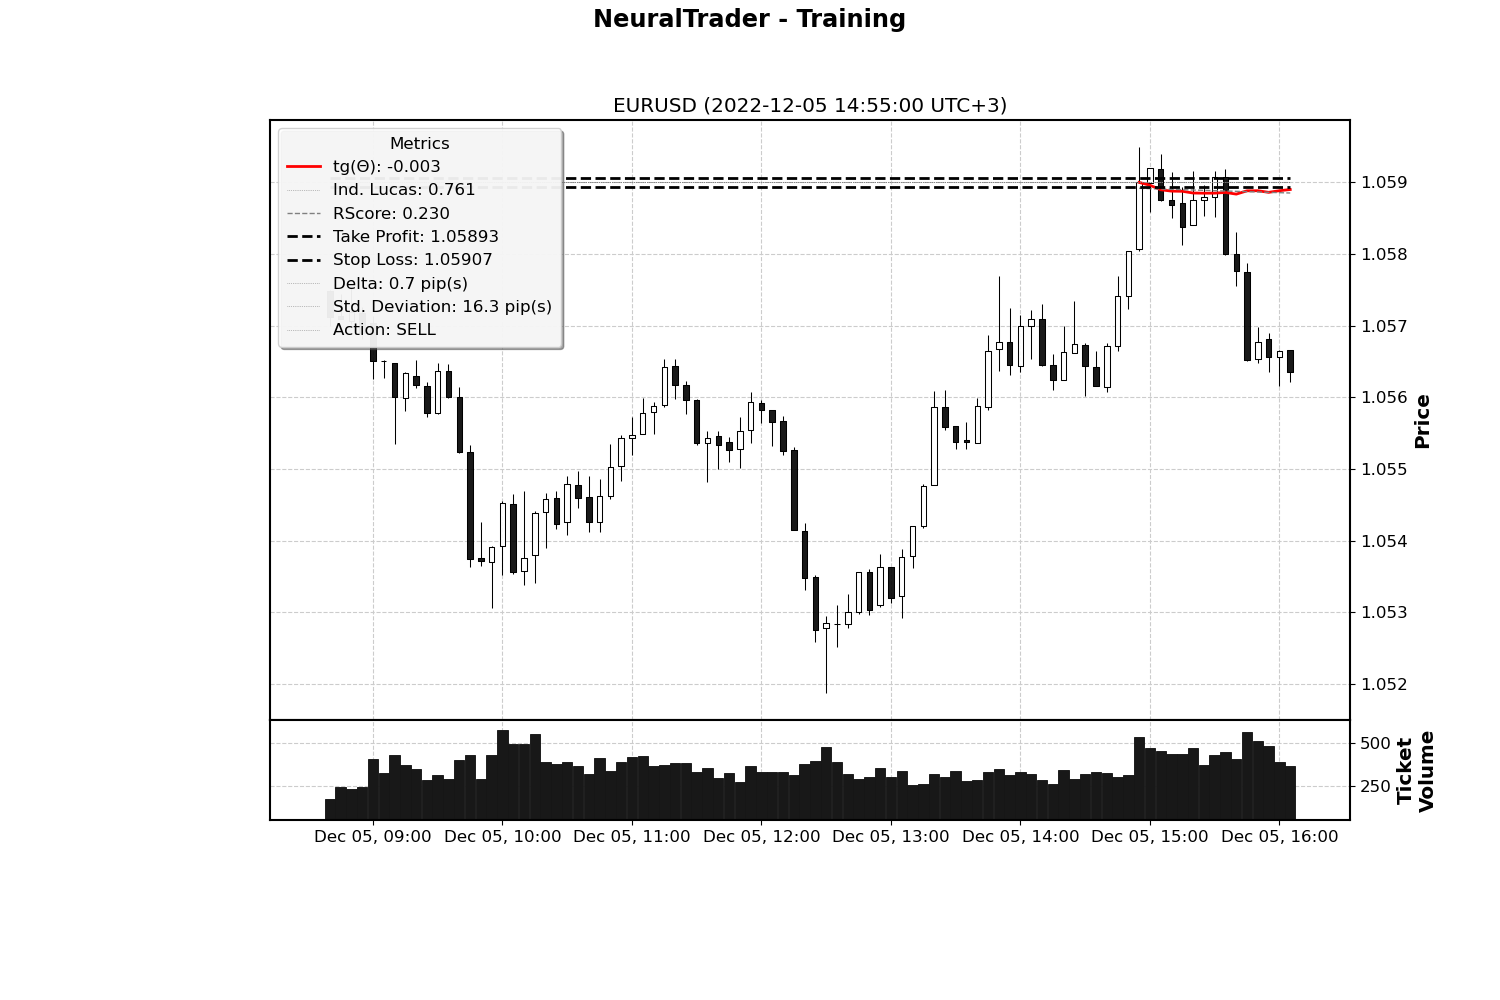 NeuralTrader - Training
EURUSD (2022-12-05 14:55:00 UTC+3)
Metrics
tg(Θ): -0.003
Ind. Lucas: 0.761
RScore: 0.230
Take Profit: 1.05893
Stop Loss: 1.05907
Delta: 0.7 pip(s)
Std. Deviation: 16.3 pip(s)
Action: SELL
1.059
1.058
1.057
1.056
1.055
1.054
1.053
1.052
Price
500
250
Ticket
Volume
Dec 05, 09:00 Dec 05, 10:00 Dec 05, 11:00 Dec 05, 12:00 Dec 05, 13:00 Dec 05, 14:00 Dec 05, 15:00 Dec 05, 16:00